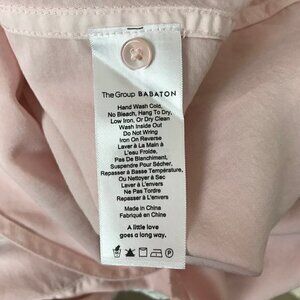 The Group BABATON
Hand Wash Cold,
No Bleach, Hang To Dry,
Low Iron, Or Dry Clean
Wash Inside Out
Do Not Wring
Iron On Reverse
Laver À La Main À
L'eau Froide,
Pas De Blanchiment,
Suspendre Pour Sécher,
Repasser à Basse Température,
Ou Nettoyer à Sec
Laver à L'envers
Ne Pas Tordre
Repasser à L'envers
Made in China
Fabriqué en Chine
A little love
goes a long way.